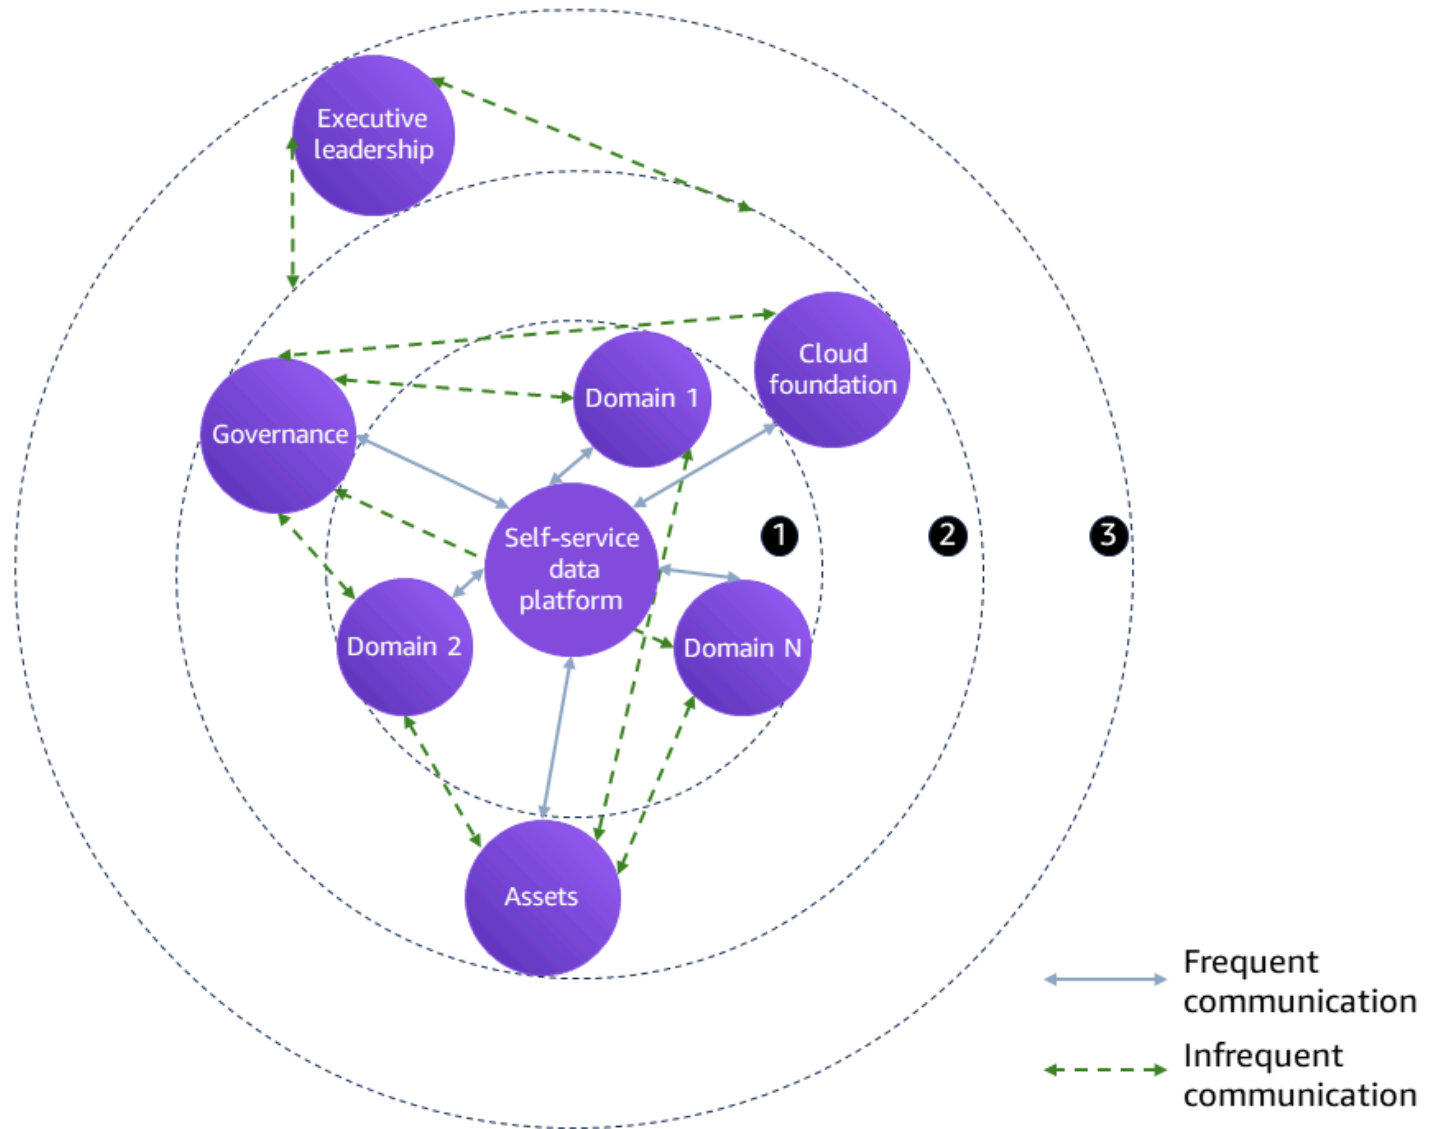 Executive
leadership
Cloud
foundation
Domain 1
Governance
Self-service
data
platform
1
2
3
Domain 2
Domain N
Assets
Frequent
communication
Infrequent
communication